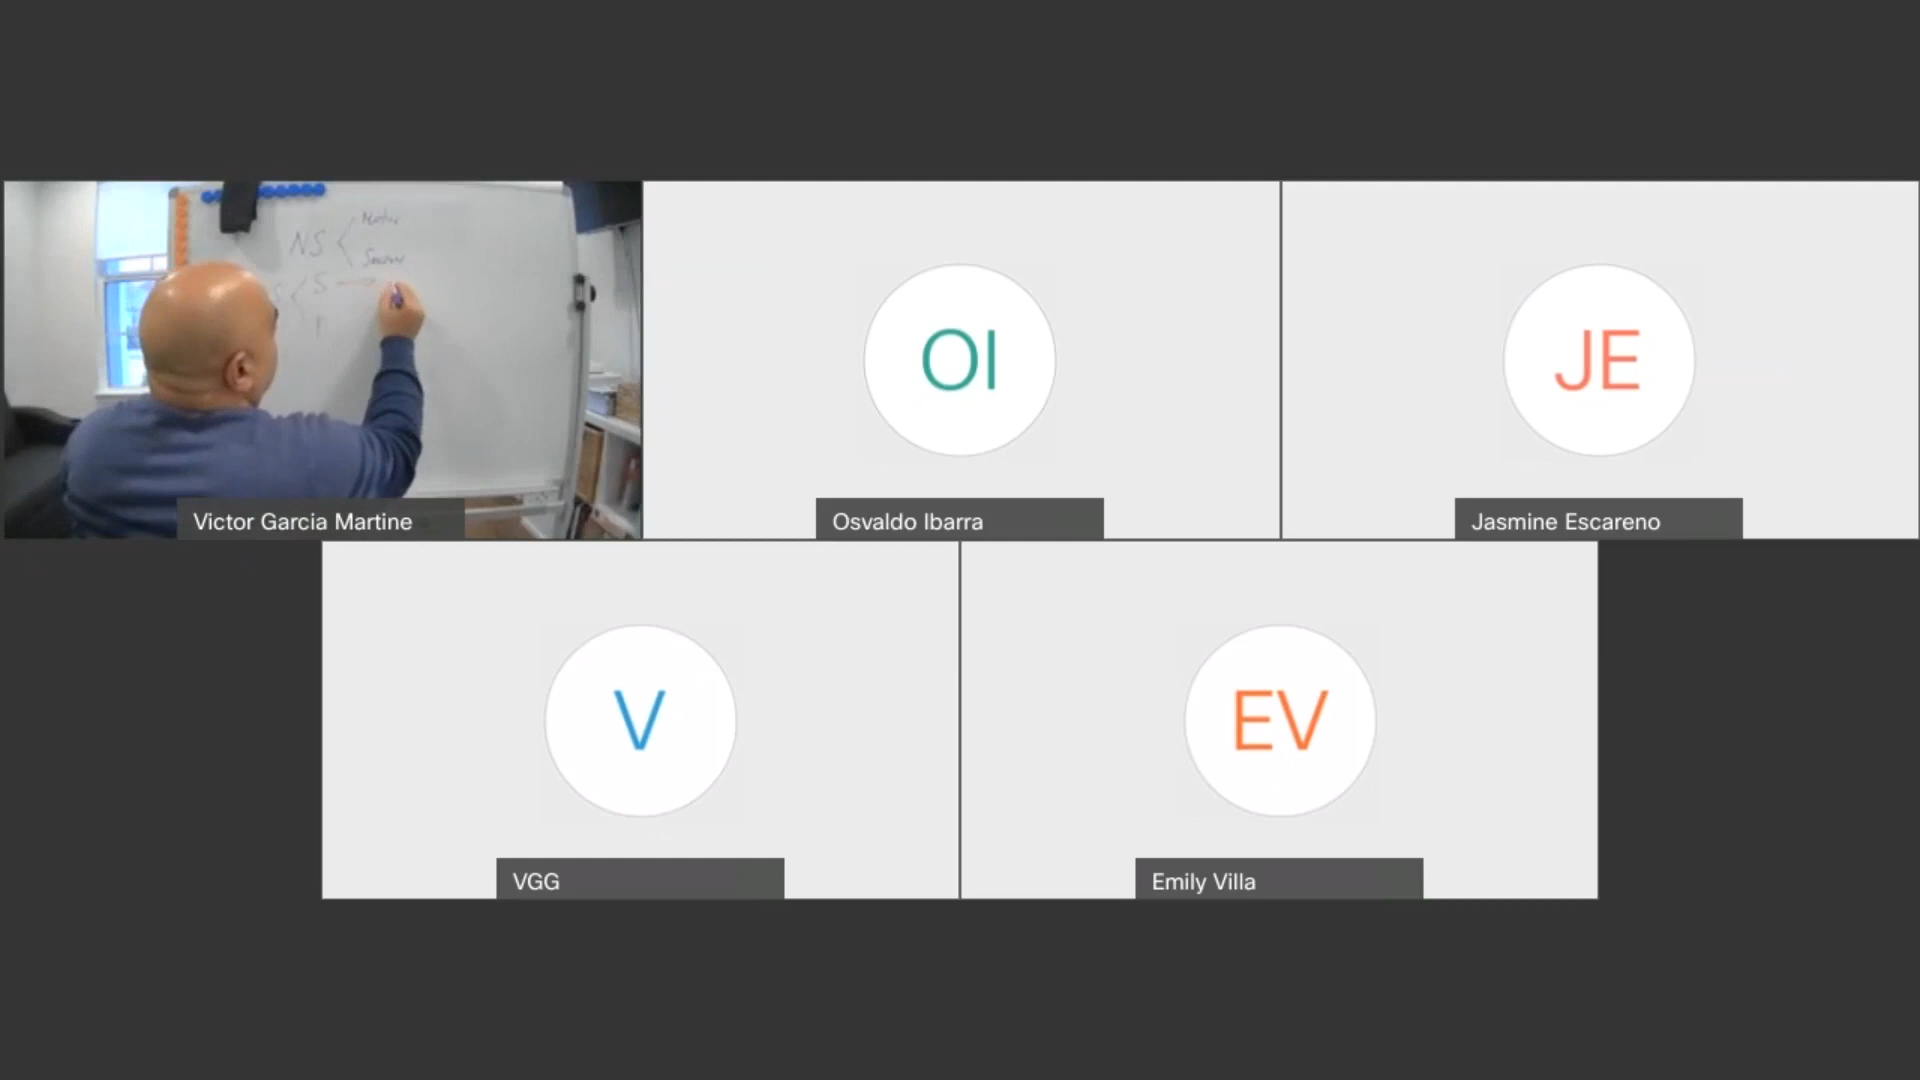 NS
S
Victor Garcia Martine
OI
Osvaldo Ibarra
JE
Jasmine Escareno
V
VGG
EV
Emily Villa